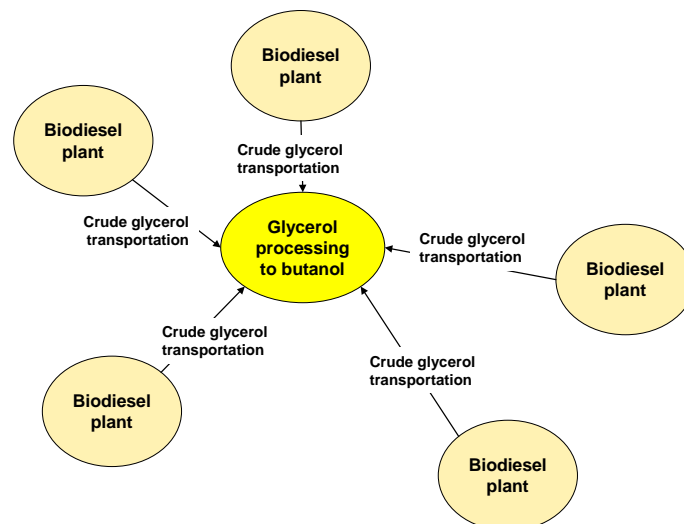 Biodiesel
plant
Biodiesel
plant
Crude glycerol
transportation
Crude glycerol
transportation
Glycerol
processing
to butanol
Crude glycerol
transportation
Biodiesel
plant
Crude glycerol
transportation
Crude glycerol
transportation
Biodiesel
plant
Biodiesel
plant